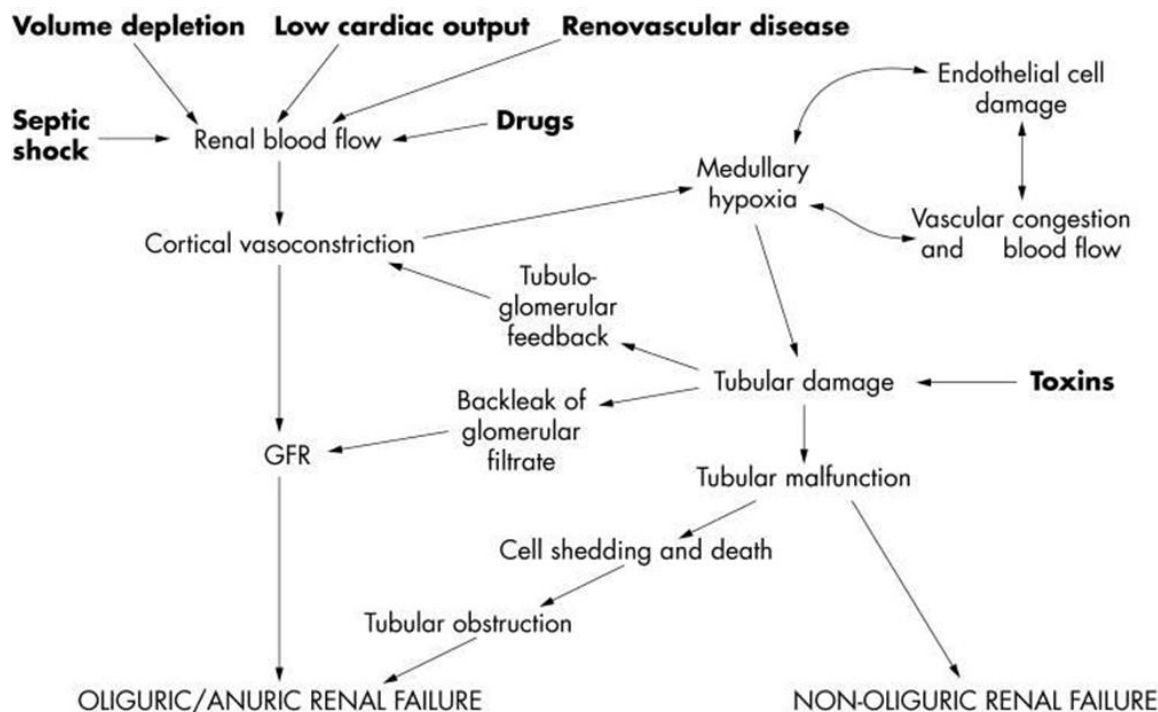 Volume depletion
Low cardiac output
Renovascular disease
Endothelial cell
damage
Septic
shock
Renal blood flow
Drugs
Medullary
hypoxia
Vascular congestion
and blood flow
Cortical vasoconstriction
Tubulo-
glomerular
feedback
Tubular damage
Toxins
Backleak of
glomerular
filtrate
GFR
Tubular malfunction
Cell shedding and death
Tubular obstruction
OLIGURIC/ANURIC RENAL FAILURE
NON-OLIGURIC RENAL FAILURE